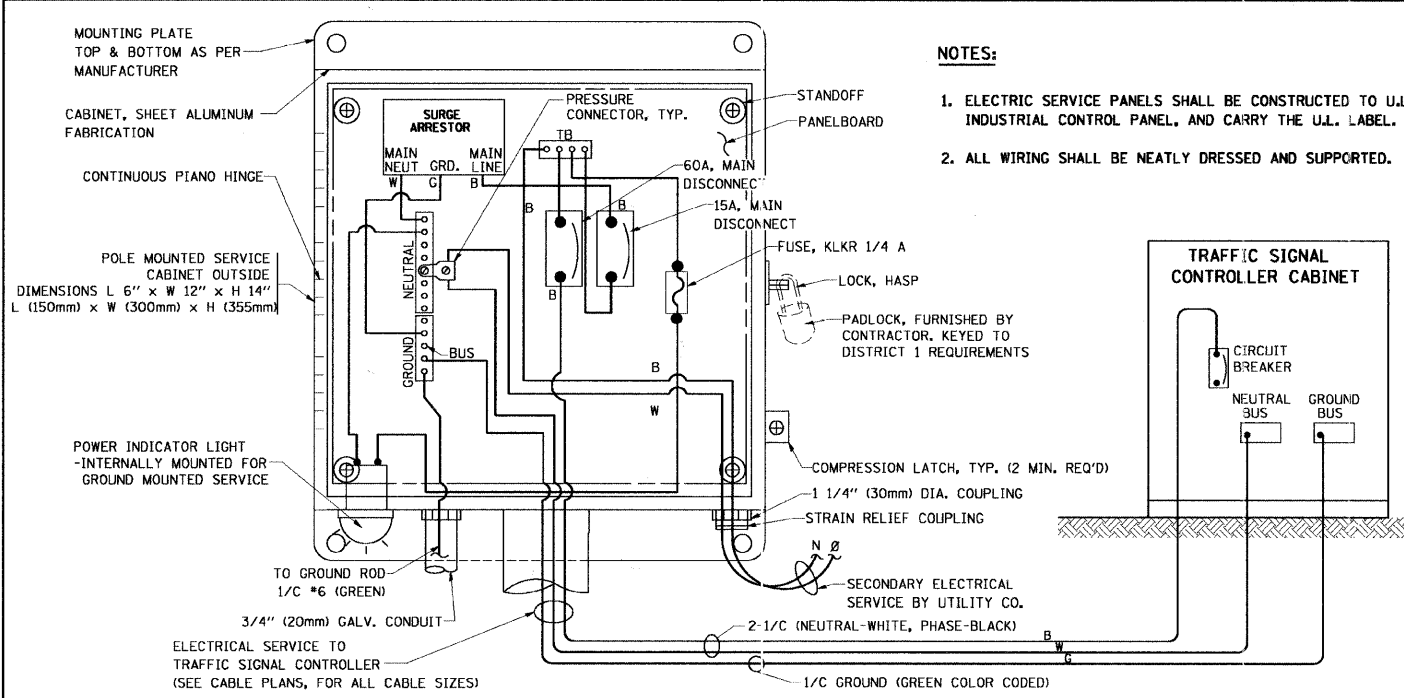 MOUNTING PLATE
TOP & BOTTOM AS PER
MANUFACTURER
CABINET, SHEET ALUMINUM
FABRICATION
CONTINUOUS PIANO HINGE
POLE MOUNTED SERVICE
CABINET OUTSIDE
DIMENSIONS L 6" x W 12" x H 14"
L (150mm) x W (300mm) x H (355mm)
POWER INDICATOR LIGHT
-INTERNALLY MOUNTED FOR
GROUND MOUNTED SERVICE
SURGE
ARRESTOR
MAIN
NEUT
GRD.
MAIN
LINE
W
G
B
PRESSURE
CONNECTOR, TYP.
TB
STANDOFF
PANELBOARD
60A, MAIN
DISCONNECT
15A, MAIN
DISCONNECT
B
B
B
FUSE, KLKR 1/4 A
LOCK, HASP
PADLOCK, FURNISHED BY
CONTRACTOR. KEYED TO
DISTRICT 1 REQUIREMENTS
NEUTRAL
GROUND
BUS
B
W
COMPRESSION LATCH, TYP. (2 MIN. REQ'D)
1 1/4" (30mm) DIA. COUPLING
STRAIN RELIEF COUPLING
N Ø
SECONDARY ELECTRICAL
SERVICE BY UTILITY CO.
TO GROUND ROD
1/C #6 (GREEN)
3/4" (20mm) GALV. CONDUIT
ELECTRICAL SERVICE TO
TRAFFIC SIGNAL CONTROLLER
(SEE CABLE PLANS, FOR ALL CABLE SIZES)
2-1/C (NEUTRAL-WHITE, PHASE-BLACK)
B
W
G
1/C GROUND (GREEN COLOR CODED)
NOTES:
1. ELECTRIC SERVICE PANELS SHALL BE CONSTRUCTED TO U.L
INDUSTRIAL CONTROL PANEL, AND CARRY THE U.L. LABEL.
2. ALL WIRING SHALL BE NEATLY DRESSED AND SUPPORTED.
TRAFFIC SIGNAL
CONTROLLER CABINET
CIRCUIT
BREAKER
NEUTRAL
BUS
GROUND
BUS